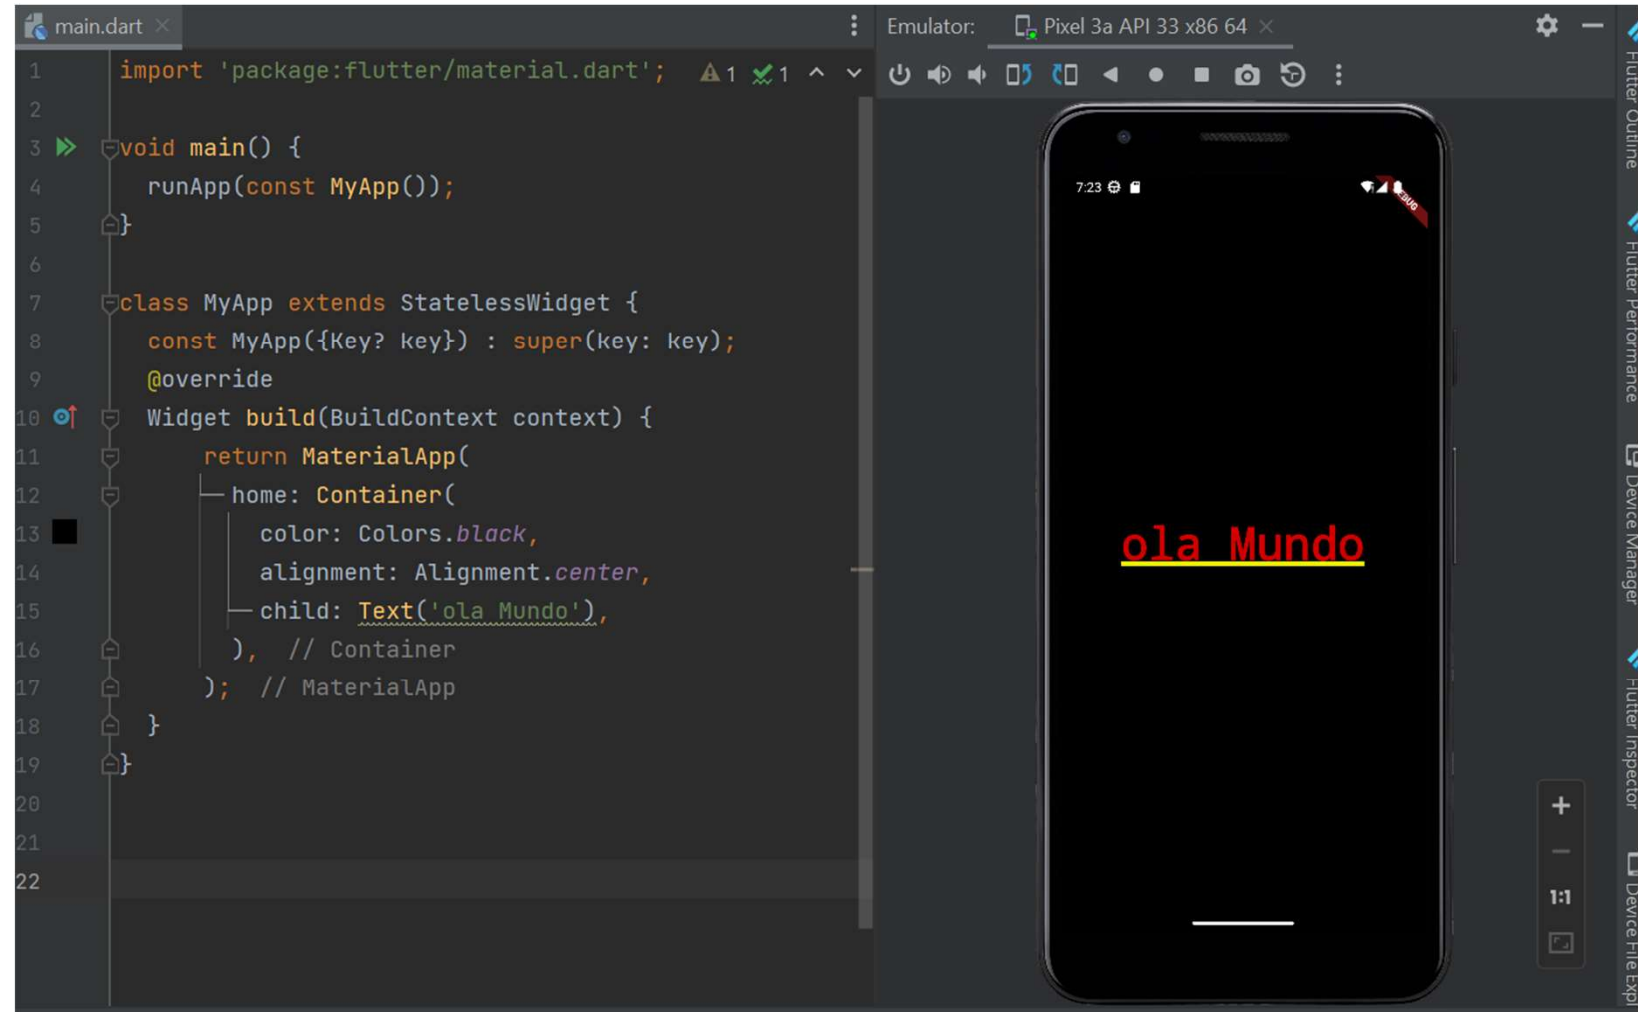 main.dart
Emulator: Pixel 3a API 33 x86 64
1 import 'package:flutter/material.dart'; 1 1
2
3 void main() {
4 runApp(const MyApp());
5 }
6
7 class MyApp extends StatelessWidget {
8 const MyApp({Key? key}) : super(key: key);
9 @override
10 Widget build(BuildContext context) {
11 return MaterialApp(
12 home: Container(
13 color: Colors.black,
14 alignment: Alignment.center,
15 child: Text('ola Mundo'),
16 ), // Container
17 ); // MaterialApp
18 }
19 }
20
21
22
7:23
ola Mundo
1:1
Flutter Outline
Flutter Performance
Device Manager
Flutter Inspector
Device File Expl